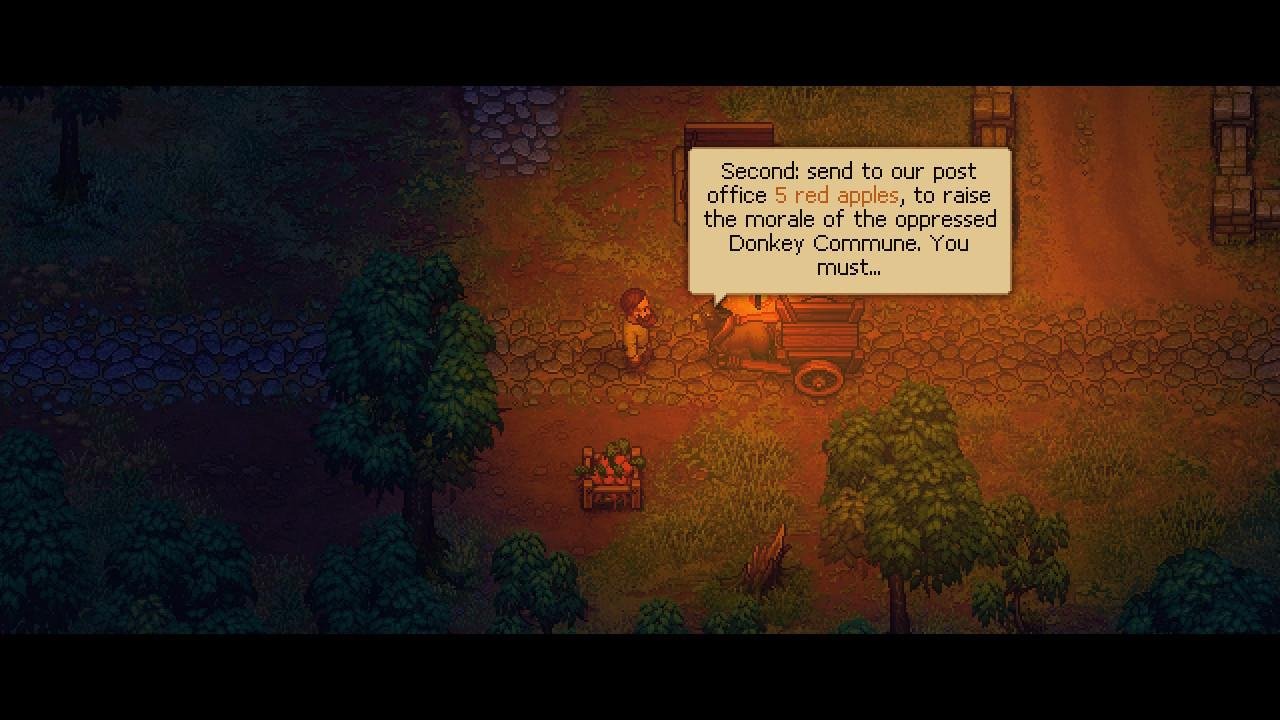 Second: send to our post
office 5 red apples, to raise
the morale of the oppressed
Donkey Commune. You
must...